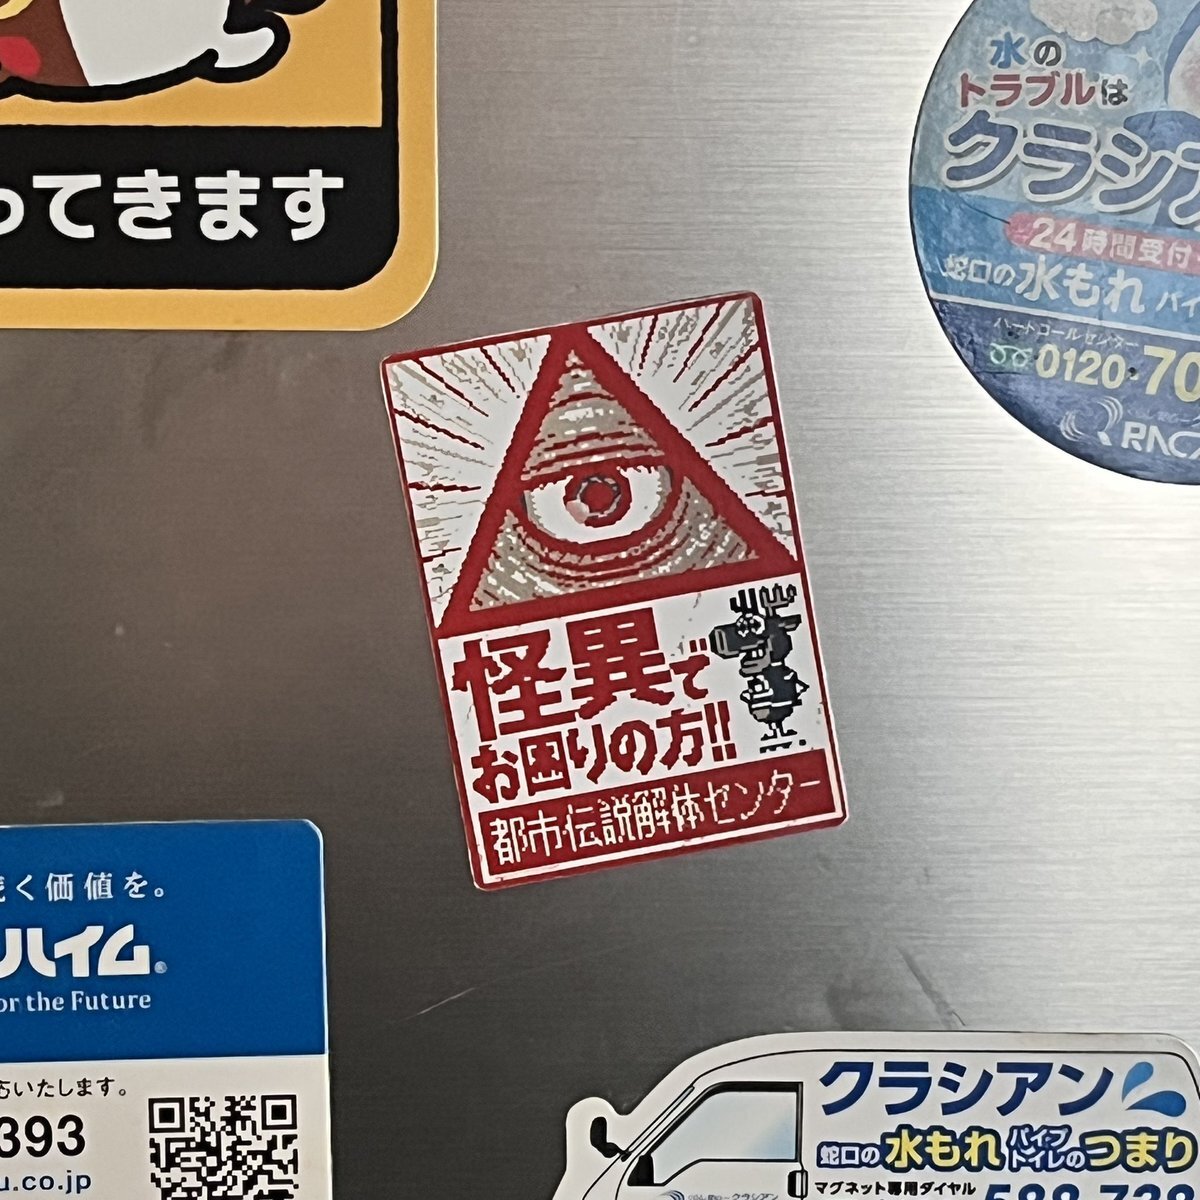 ってきます
水の
トラブルは
クラシア
24時間受付
蛇口の水もれ パイ
0120-70
怪異で
お困りの方!!
都市伝説解体センター
く価値を。
ハイム®
or the Future
いたします。
393
u.co.jp
クラシアン
蛇口の水もれ パイプ トイレのつまり
マグネット専用ダイヤル